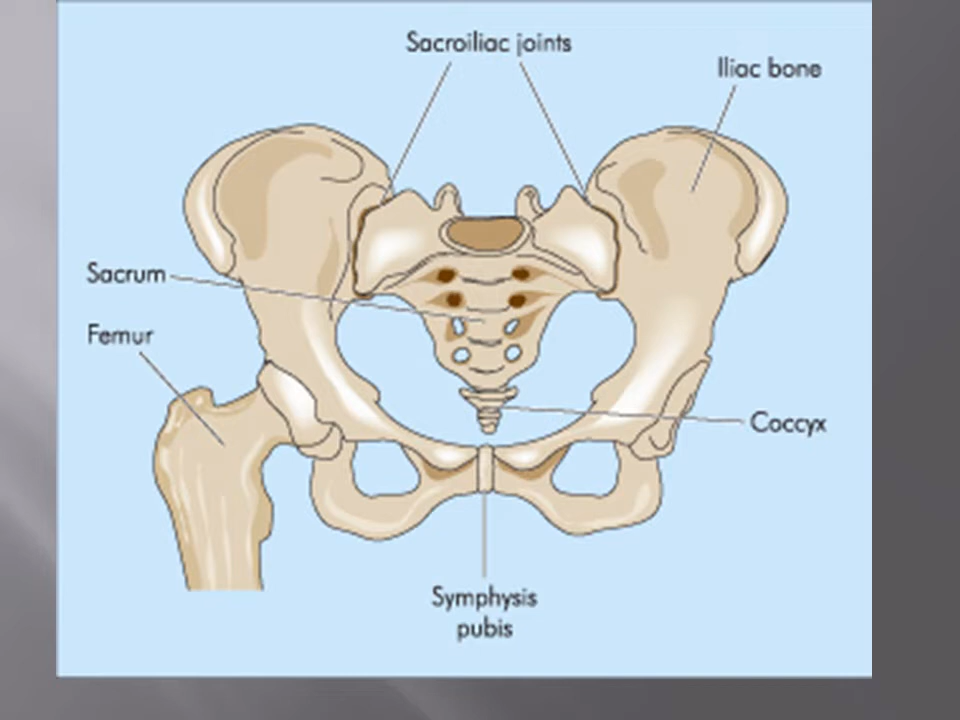 Sacroiliac joints
Iliac bone
Sacrum
Femur
Coccyx
Symphysis
pubis